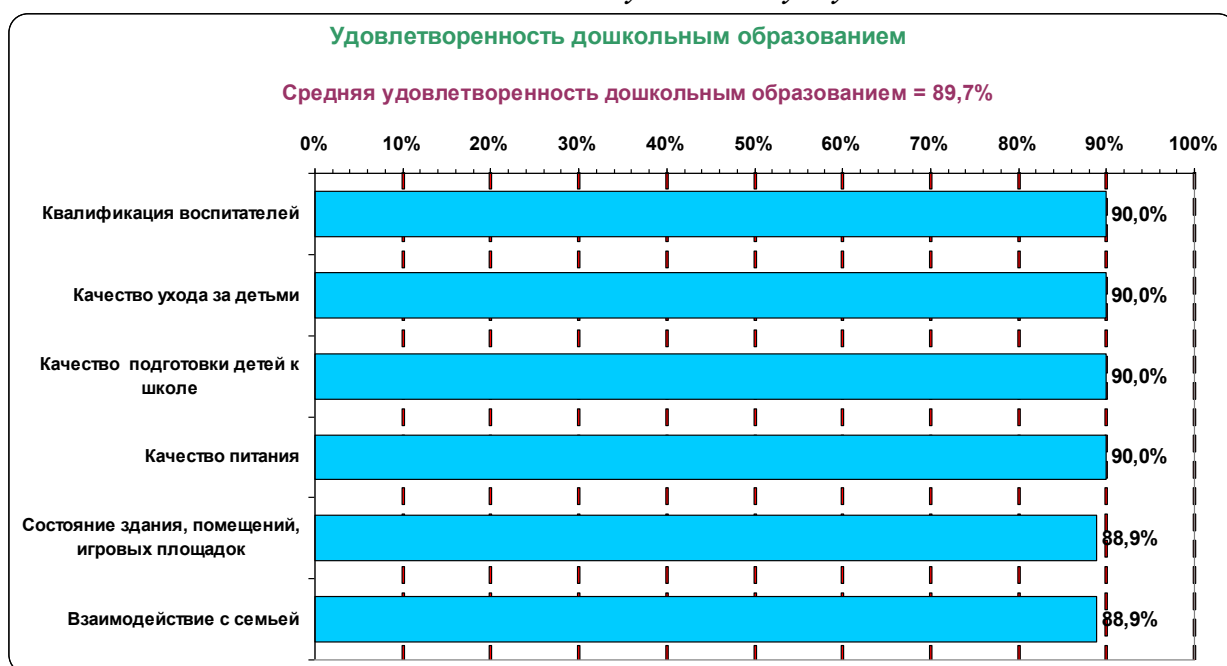 Удовлетворенность дошкольным образованием
Средняя удовлетворенность дошкольным образованием = 89,7%
0% 10% 20% 30% 40% 50% 60% 70% 80% 90% 100%
Квалификация воспитателей 90,0%
Качество ухода за детьми 90,0%
Качество подготовки детей к
школе 90,0%
Качество питания 90,0%
Состояние здания, помещений,
игровых площадок 88,9%
Взаимодействие с семьей 88,9%